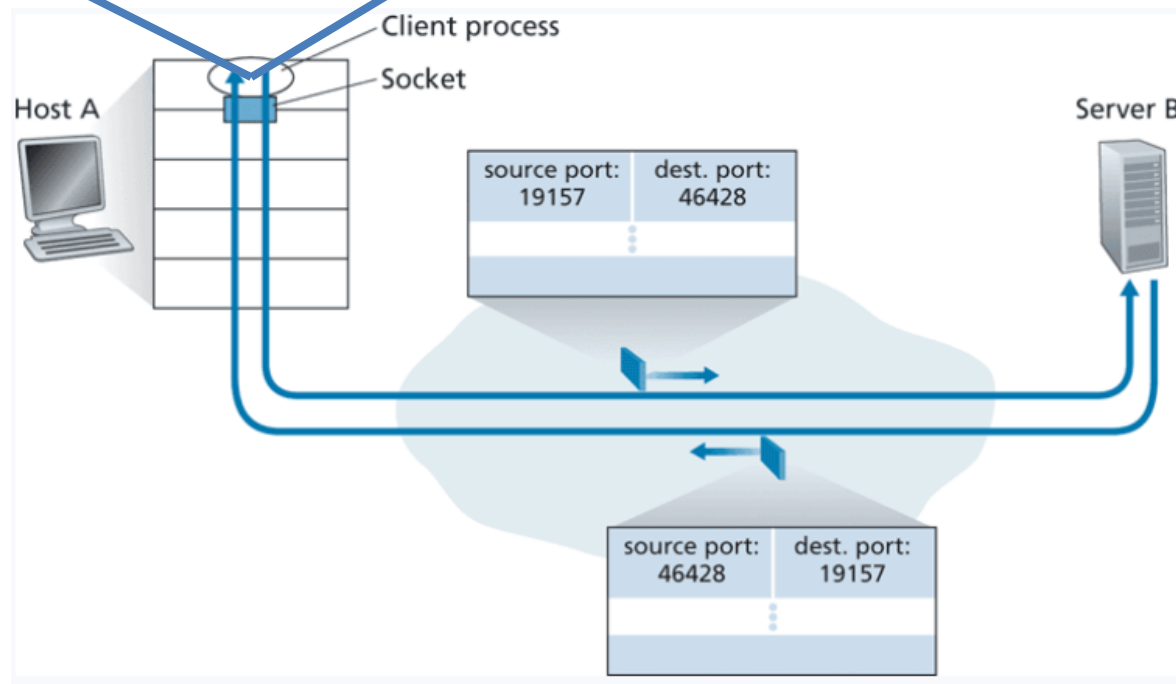 Client process
Socket
Host A
Server B
source port: dest. port:
19157 46428
source port: dest. port:
46428 19157